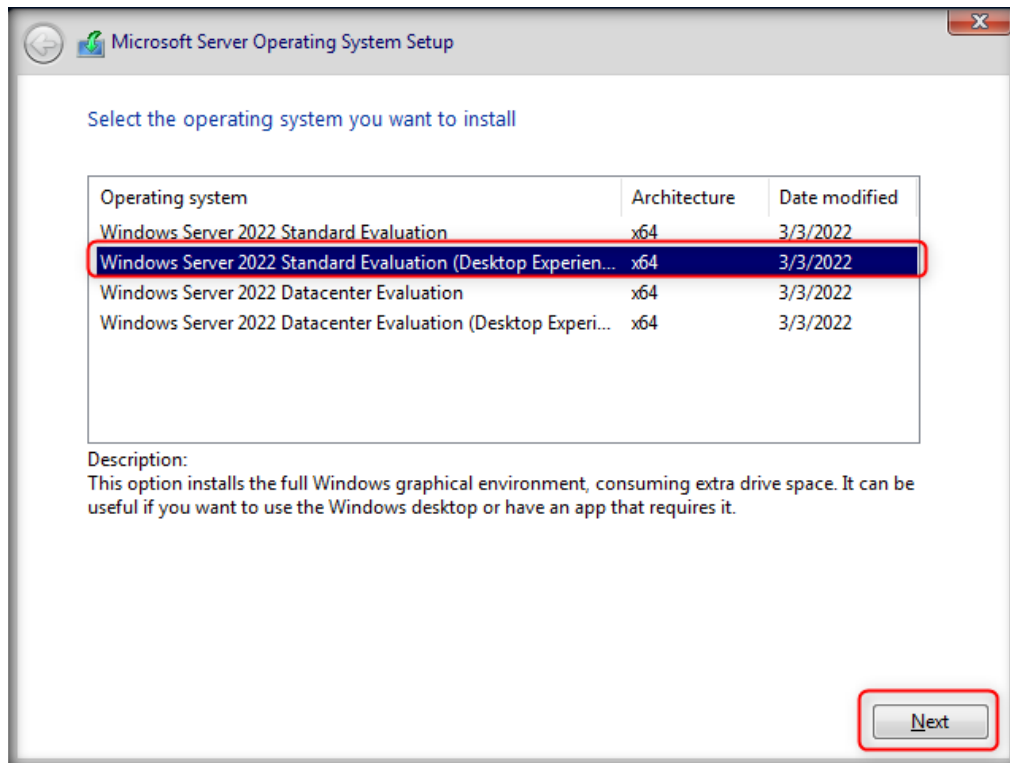 Microsoft Server Operating System Setup
Select the operating system you want to install
Operating system Architecture Date modified
Windows Server 2022 Standard Evaluation x64 3/3/2022
Windows Server 2022 Standard Evaluation (Desktop Experien... x64 3/3/2022
Windows Server 2022 Datacenter Evaluation x64 3/3/2022
Windows Server 2022 Datacenter Evaluation (Desktop Experi... x64 3/3/2022
Description:
This option installs the full Windows graphical environment, consuming extra drive space. It can be
useful if you want to use the Windows desktop or have an app that requires it.
Next